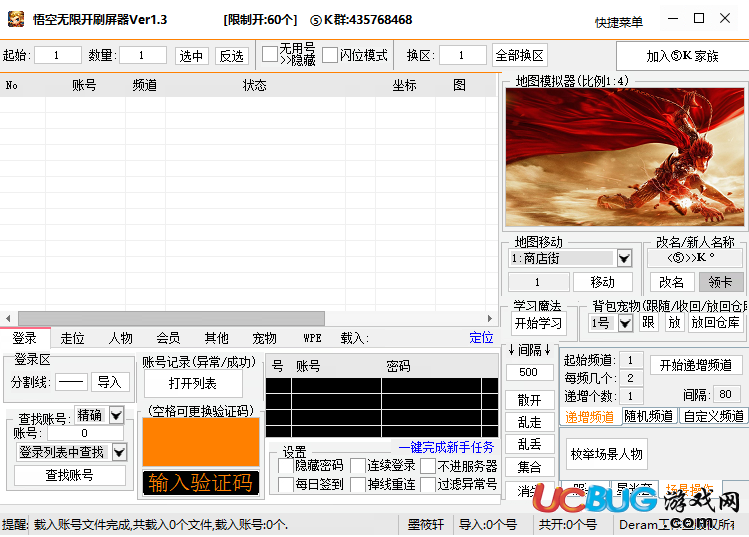 悟空无限开刷屏器Ver1.3 [限制开:60个] ⑤K群:435768468 快捷菜单
起始: 1 数量: 1 选中 反选 无用号>>隐藏 闪位模式 换区: 1 全部换区 加入⑤K 家族
No 账号 频道 状态 坐标 图
地图模拟器(比例1:4)
地图移动
1:商店街
1 移动
改名/新人名称
<⑤>>K °
改名 领卡
学习魔法
开始学习
背包宠物(跟随/收回/放回仓库
1号 跟 放 放回仓库
登录 走位 人物 会员 其他 宠物 WPE 载入: 定位
登录区
分割线: 导入
查找账号: 精确
账号: 0
登录列表中查找
查找账号
账号记录(异常/成功)
打开列表
(空格可更换验证码)
输入验证码
号 账号 密码
一键完成新手任务
设置
隐藏密码 连续登录 不进服务器
每日签到 掉线重连 过滤异常号
↓间隔↓
500
散开
乱走
乱丢
集合
起始频道: 1
每频几个: 2
递增个数: 1
开始递增频道
间隔: 80
递增频道 随机频道 自定义频道
枚举场景人物
场景操作
UCBUG游戏网
.com
提醒: 载入账号文件完成,共载入0个文件,载入账号:0个. 墨筱轩 导入:0个号 共开:0个号